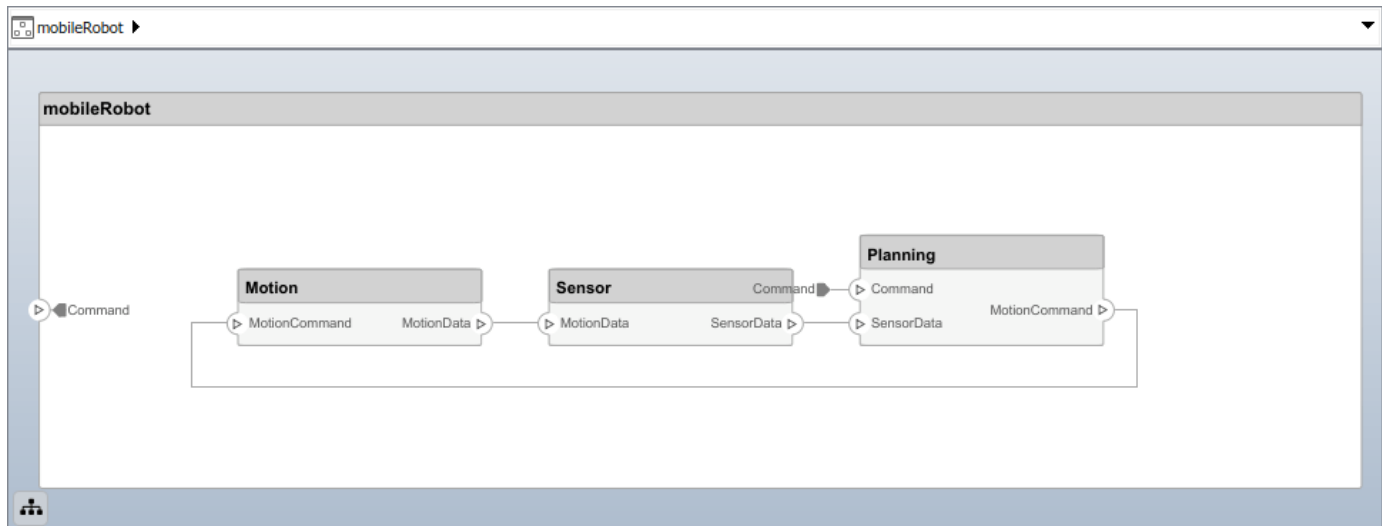 mobileRobot
mobileRobot
Planning
Motion
Sensor
Command
Command
Command
MotionCommand
MotionCommand
MotionData
MotionData
SensorData
SensorData